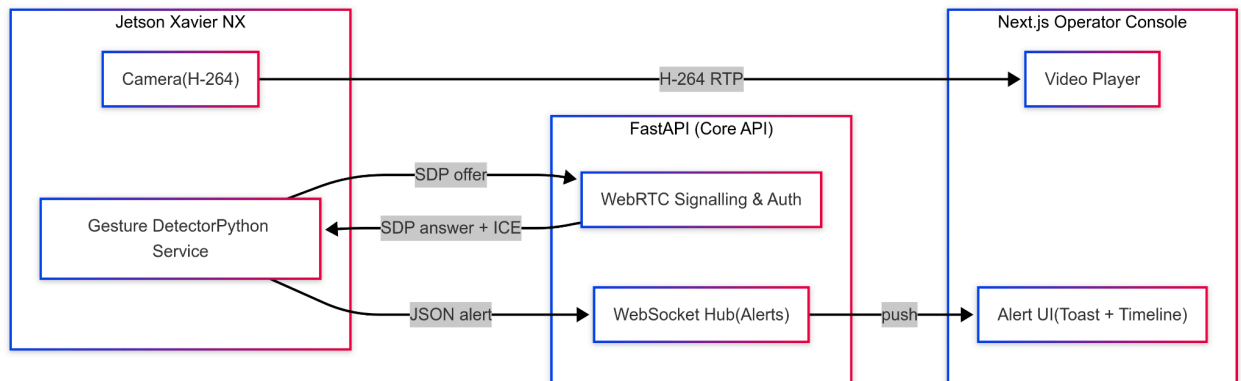 Jetson Xavier NX
Next.js Operator Console
Camera(H-264)
H-264 RTP
Video Player
FastAPI (Core API)
SDP offer
WebRTC Signalling & Auth
Gesture DetectorPython
Service
SDP answer + ICE
JSON alert
WebSocket Hub(Alerts)
push
Alert UI(Toast + Timeline)